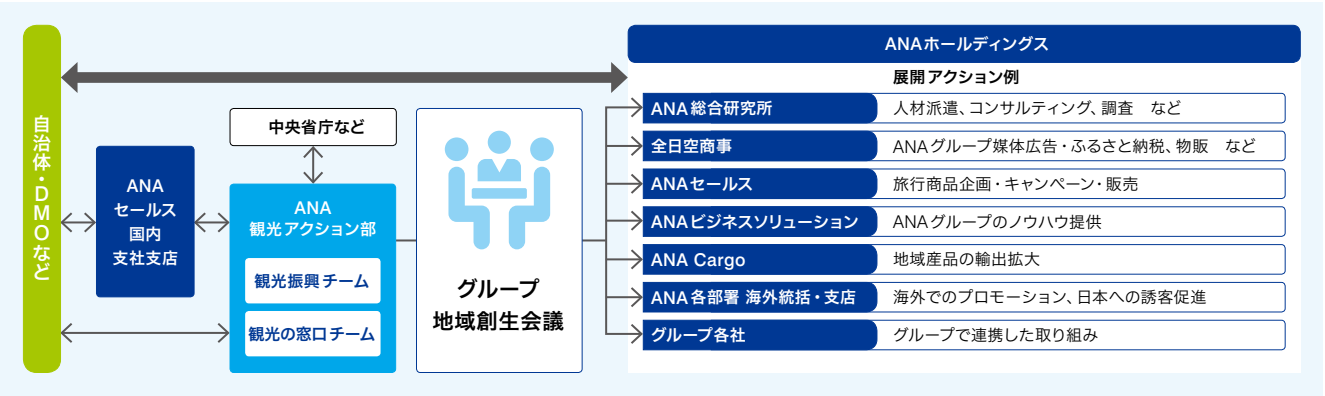 自治体・DMOなど
ANA
セールス
国内
支社支店
中央省庁など
ANA
観光アクション部
観光振興チーム
観光の窓口チーム
グループ
地域創生会議
ANAホールディングス
展開アクション例
ANA総合研究所 人材派遣、コンサルティング、調査　など
全日空商事 ANAグループ媒体広告・ふるさと納税、物販　など
ANAセールス 旅行商品企画・キャンペーン・販売
ANAビジネスソリューション ANAグループのノウハウ提供
ANA Cargo 地域産品の輸出拡大
ANA各部署 海外統括・支店 海外でのプロモーション、日本への誘客促進
グループ各社 グループで連携した取り組み